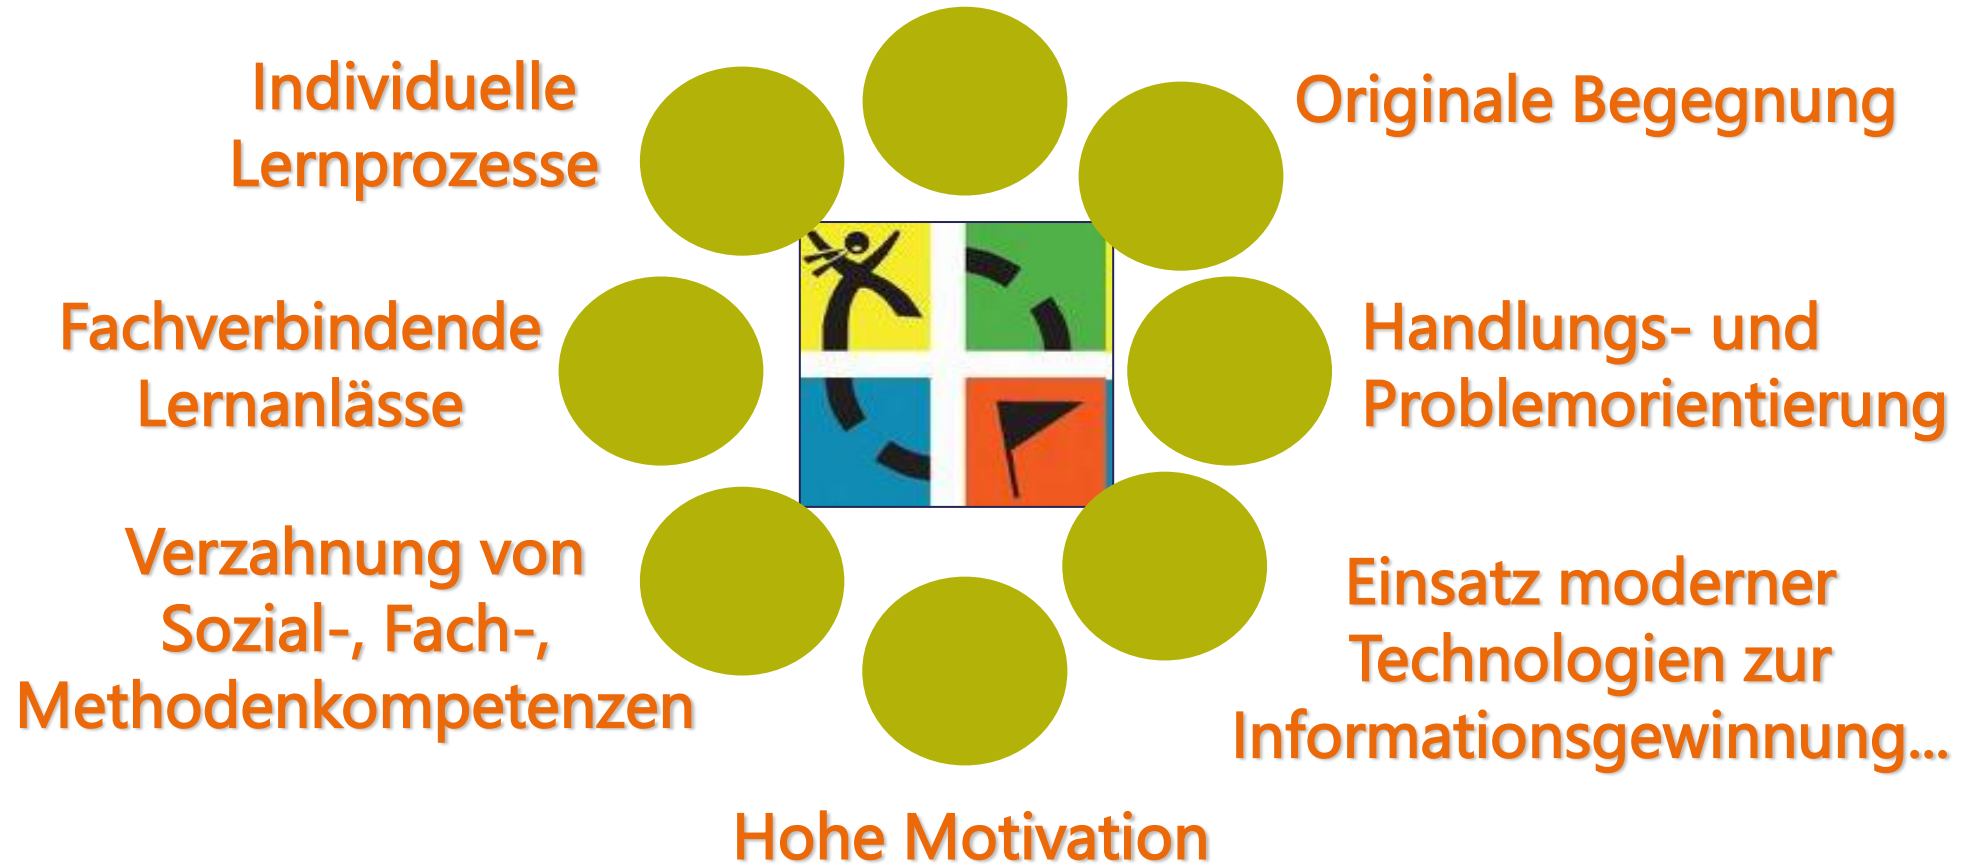 Individuelle
Lernprozesse
Originale Begegnung
Fachverbindende
Lernanlässe
Handlungs- und
Problemorientierung
Verzahnung von
Sozial-, Fach-,
Methodenkompetenzen
Einsatz moderner
Technologien zur
Informationsgewinnung...
Hohe Motivation